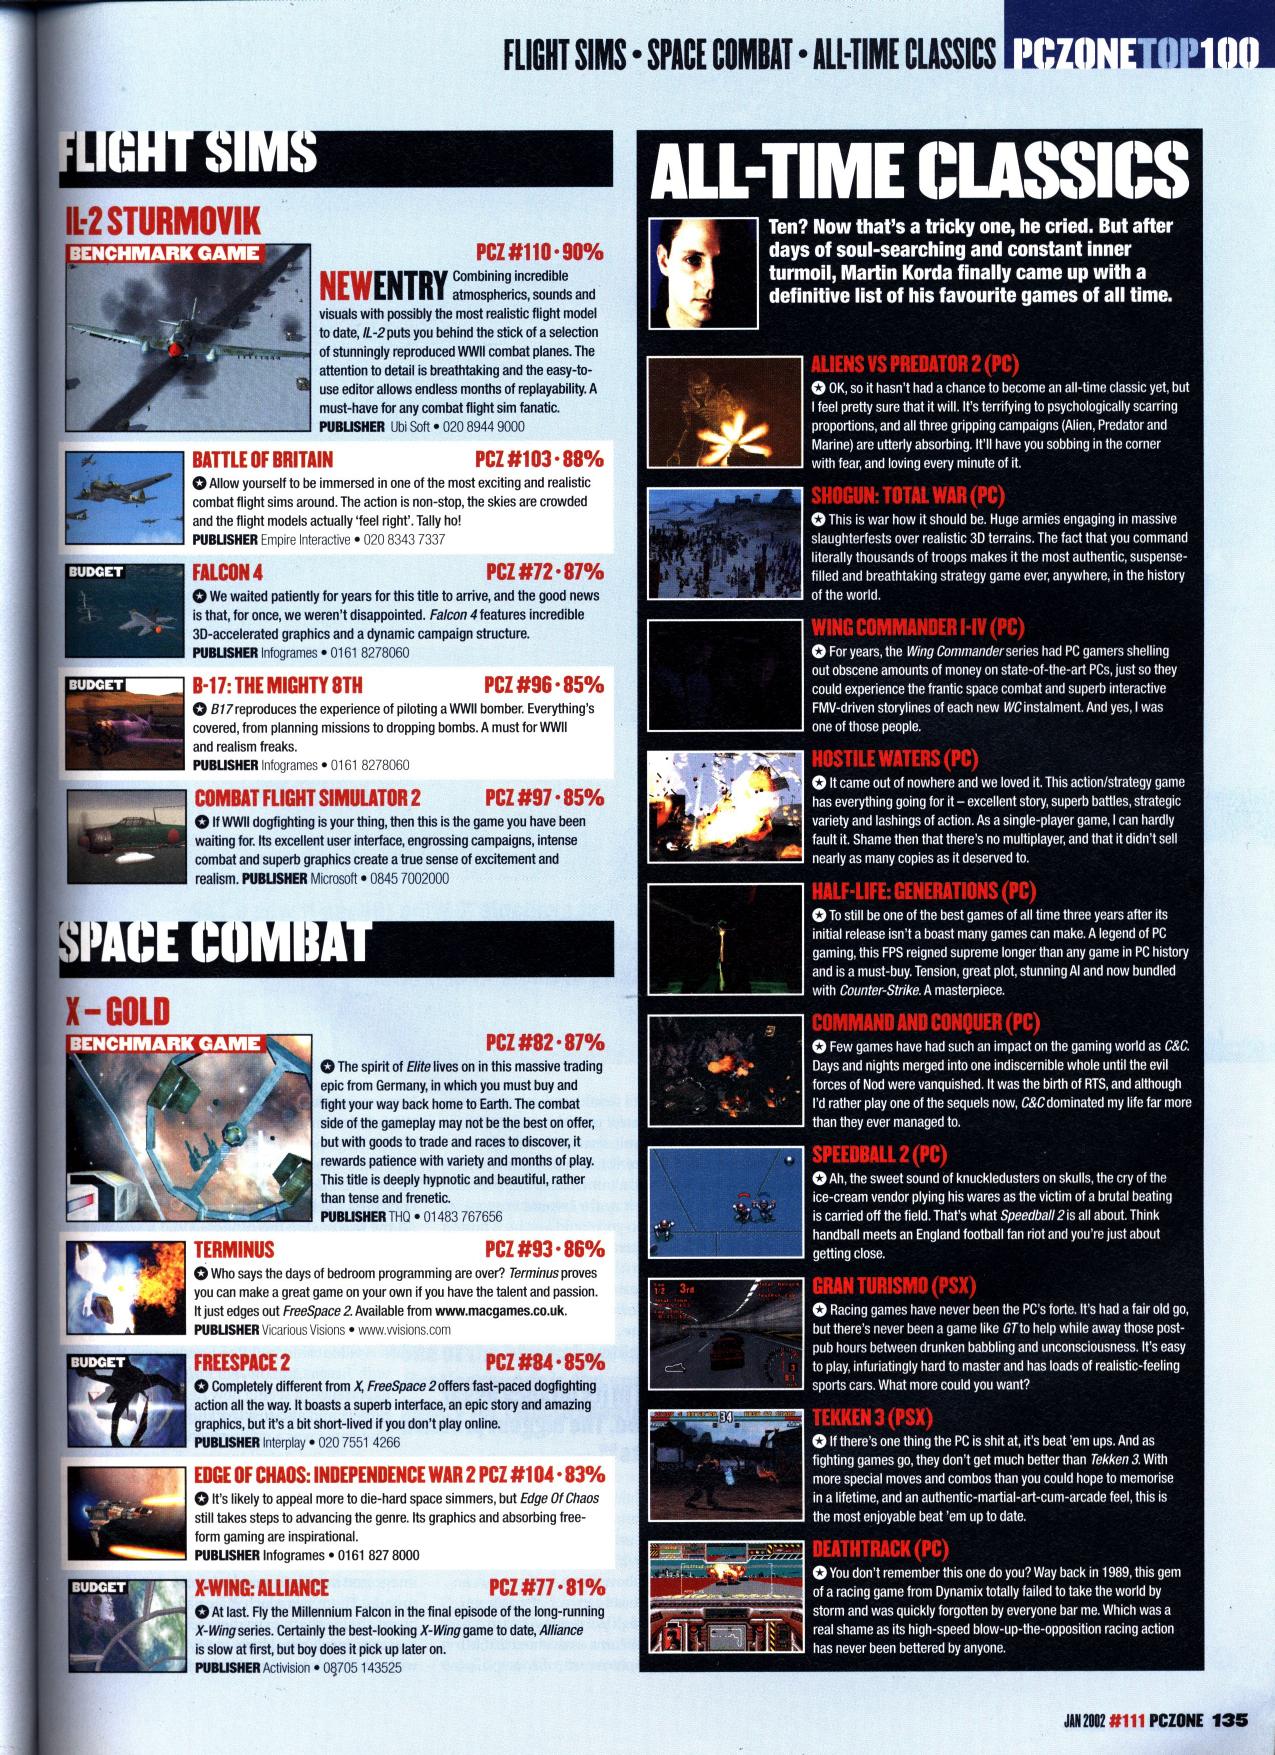 FLIGHT SIMS • SPACE COMBAT • ALL-TIME CLASSICS PCZONETOP100
FLIGHT SIMS
IL-2 STURMOVIK
BENCHMARK GAME
PCZ #110 • 90%
NEWENTRY Combining incredible
atmospherics, sounds and
visuals with possibly the most realistic flight model
to date, IL-2 puts you behind the stick of a selection
of stunningly reproduced WWII combat planes. The
attention to detail is breathtaking and the easy-to-
use editor allows endless months of replayability. A
must-have for any combat flight sim fanatic.
PUBLISHER Ubi Soft • 020 8944 9000
BATTLE OF BRITAIN PCZ #103 • 88%
Allow yourself to be immersed in one of the most exciting and realistic
combat flight sims around. The action is non-stop, the skies are crowded
and the flight models actually ‘feel right’. Tally ho!
PUBLISHER Empire Interactive • 020 8343 7337
BUDGET
FALCON 4 PCZ #72 • 87%
We waited patiently for years for this title to arrive, and the good news
is that, for once, we weren't disappointed. Falcon 4 features incredible
3D-accelerated graphics and a dynamic campaign structure.
PUBLISHER Infogrames • 0161 8278060
BUDGET
B-17: THE MIGHTY 8TH PCZ #96 • 85%
B17 reproduces the experience of piloting a WWII bomber. Everything's
covered, from planning missions to dropping bombs. A must for WWII
and realism freaks.
PUBLISHER Infogrames • 0161 8278060
COMBAT FLIGHT SIMULATOR 2 PCZ #97 • 85%
If WWII dogfighting is your thing, then this is the game you have been
waiting for. Its excellent user interface, engrossing campaigns, intense
combat and superb graphics create a true sense of excitement and
realism. PUBLISHER Microsoft • 0845 7002000
SPACE COMBAT
X – GOLD
BENCHMARK GAME
PCZ #82 • 87%
The spirit of Elite lives on in this massive trading
epic from Germany, in which you must buy and
fight your way back home to Earth. The combat
side of the gameplay may not be the best on offer,
but with goods to trade and races to discover, it
rewards patience with variety and months of play.
This title is deeply hypnotic and beautiful, rather
than tense and frenetic.
PUBLISHER THQ • 01483 767656
TERMINUS PCZ #93 • 86%
Who says the days of bedroom programming are over? Terminus proves
you can make a great game on your own if you have the talent and passion.
It just edges out FreeSpace 2. Available from www.macgames.co.uk.
PUBLISHER Vicarious Visions • www.vvisions.com
BUDGET
FREESPACE 2 PCZ #84 • 85%
Completely different from X, FreeSpace 2 offers fast-paced dogfighting
action all the way. It boasts a superb interface, an epic story and amazing
graphics, but it's a bit short-lived if you don't play online.
PUBLISHER Interplay • 020 7551 4266
EDGE OF CHAOS: INDEPENDENCE WAR 2 PCZ #104 • 83%
It's likely to appeal more to die-hard space simmers, but Edge Of Chaos
still takes steps to advancing the genre. Its graphics and absorbing free-
form gaming are inspirational.
PUBLISHER Infogrames • 0161 827 8000
BUDGET
X-WING: ALLIANCE PCZ #77 • 81%
At last. Fly the Millennium Falcon in the final episode of the long-running
X-Wing series. Certainly the best-looking X-Wing game to date, Alliance
is slow at first, but boy does it pick up later on.
PUBLISHER Activision • 08705 143525
ALL-TIME CLASSICS
Ten? Now that's a tricky one, he cried. But after
days of soul-searching and constant inner
turmoil, Martin Korda finally came up with a
definitive list of his favourite games of all time.
ALIENS VS PREDATOR 2 (PC)
OK, so it hasn't had a chance to become an all-time classic yet, but
I feel pretty sure that it will. It's terrifying to psychologically scarring
proportions, and all three gripping campaigns (Alien, Predator and
Marine) are utterly absorbing. It'll have you sobbing in the corner
with fear, and loving every minute of it.
SHOGUN: TOTAL WAR (PC)
This is war how it should be. Huge armies engaging in massive
slaughterfests over realistic 3D terrains. The fact that you command
literally thousands of troops makes it the most authentic, suspense-
filled and breathtaking strategy game ever, anywhere, in the history
of the world.
WING COMMANDER I-IV (PC)
For years, the Wing Commander series had PC gamers shelling
out obscene amounts of money on state-of-the-art PCs, just so they
could experience the frantic space combat and superb interactive
FMV-driven storylines of each new WC instalment. And yes, I was
one of those people.
HOSTILE WATERS (PC)
It came out of nowhere and we loved it. This action/strategy game
has everything going for it – excellent story, superb battles, strategic
variety and lashings of action. As a single-player game, I can hardly
fault it. Shame then that there's no multiplayer, and that it didn't sell
nearly as many copies as it deserved to.
HALF-LIFE: GENERATIONS (PC)
To still be one of the best games of all time three years after its
initial release isn't a boast many games can make. A legend of PC
gaming, this FPS reigned supreme longer than any game in PC history
and is a must-buy. Tension, great plot, stunning AI and now bundled
with Counter-Strike. A masterpiece.
COMMAND AND CONQUER (PC)
Few games have had such an impact on the gaming world as C&C.
Days and nights merged into one indiscernible whole until the evil
forces of Nod were vanquished. It was the birth of RTS, and although
I'd rather play one of the sequels now, C&C dominated my life far more
than they ever managed to.
SPEEDBALL 2 (PC)
Ah, the sweet sound of knuckledusters on skulls, the cry of the
ice-cream vendor plying his wares as the victim of a brutal beating
is carried off the field. That's what Speedball 2 is all about. Think
handball meets an England football fan riot and you're just about
getting close.
1/2 3rd
GRAN TURISMO (PSX)
Racing games have never been the PC's forte. It's had a fair old go,
but there's never been a game like GT to help while away those post-
pub hours between drunken babbling and unconsciousness. It's easy
to play, infuriatingly hard to master and has loads of realistic-feeling
sports cars. What more could you want?
34
TEKKEN 3 (PSX)
If there's one thing the PC is shit at, it's beat 'em ups. And as
fighting games go, they don't get much better than Tekken 3. With
more special moves and combos than you could hope to memorise
in a lifetime, and an authentic-martial-art-cum-arcade feel, this is
the most enjoyable beat 'em up to date.
DEATHTRACK (PC)
You don't remember this one do you? Way back in 1989, this gem
of a racing game from Dynamix totally failed to take the world by
storm and was quickly forgotten by everyone bar me. Which was a
real shame as its high-speed blow-up-the-opposition racing action
has never been bettered by anyone.
JAN 2002 #111 PCZONE 135